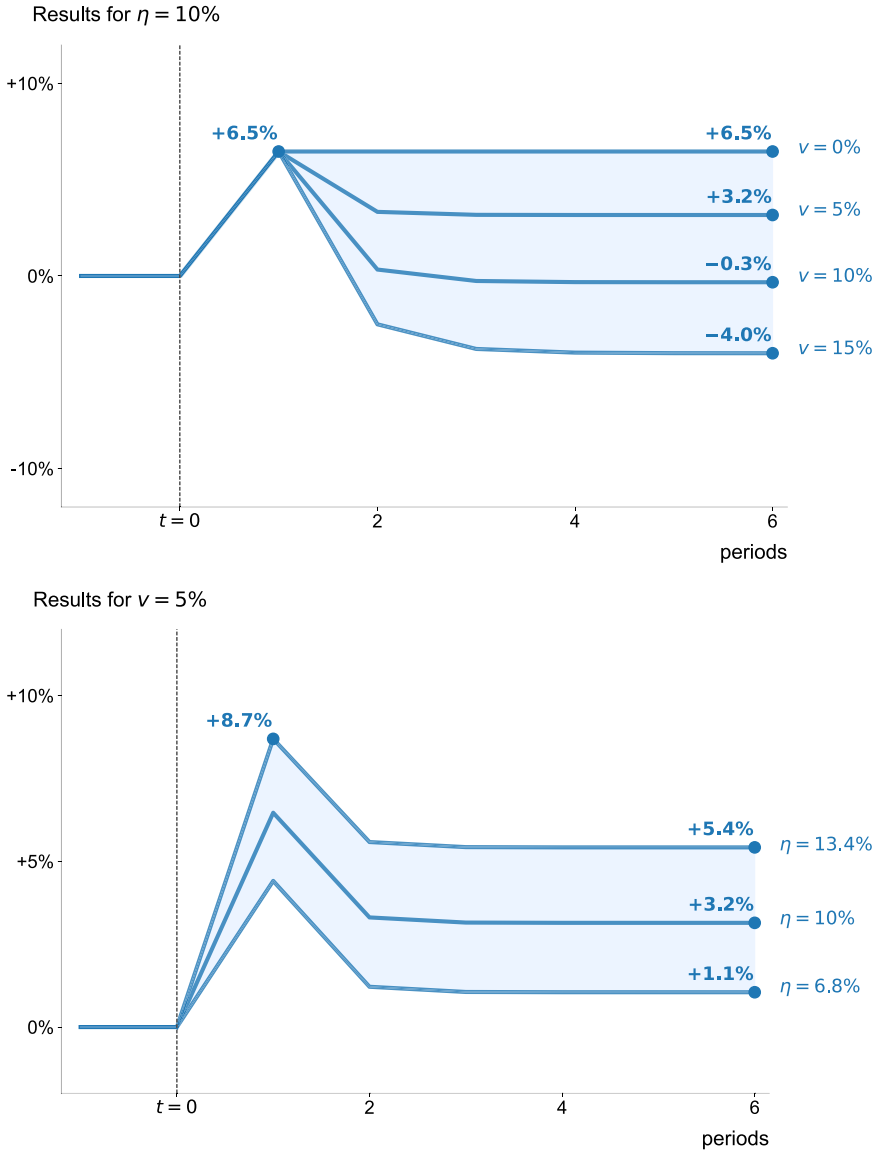 Results for η = 10%
+10%
+6.5%
+6.5%
v = 0%
+3.2%
v = 5%
0%
−0.3%
v = 10%
−4.0%
v = 15%
-10%
t = 0
2
4
6
periods
Results for v = 5%
+10%
+8.7%
+5.4%
η = 13.4%
+5%
+3.2%
η = 10%
+1.1%
η = 6.8%
0%
t = 0
2
4
6
periods